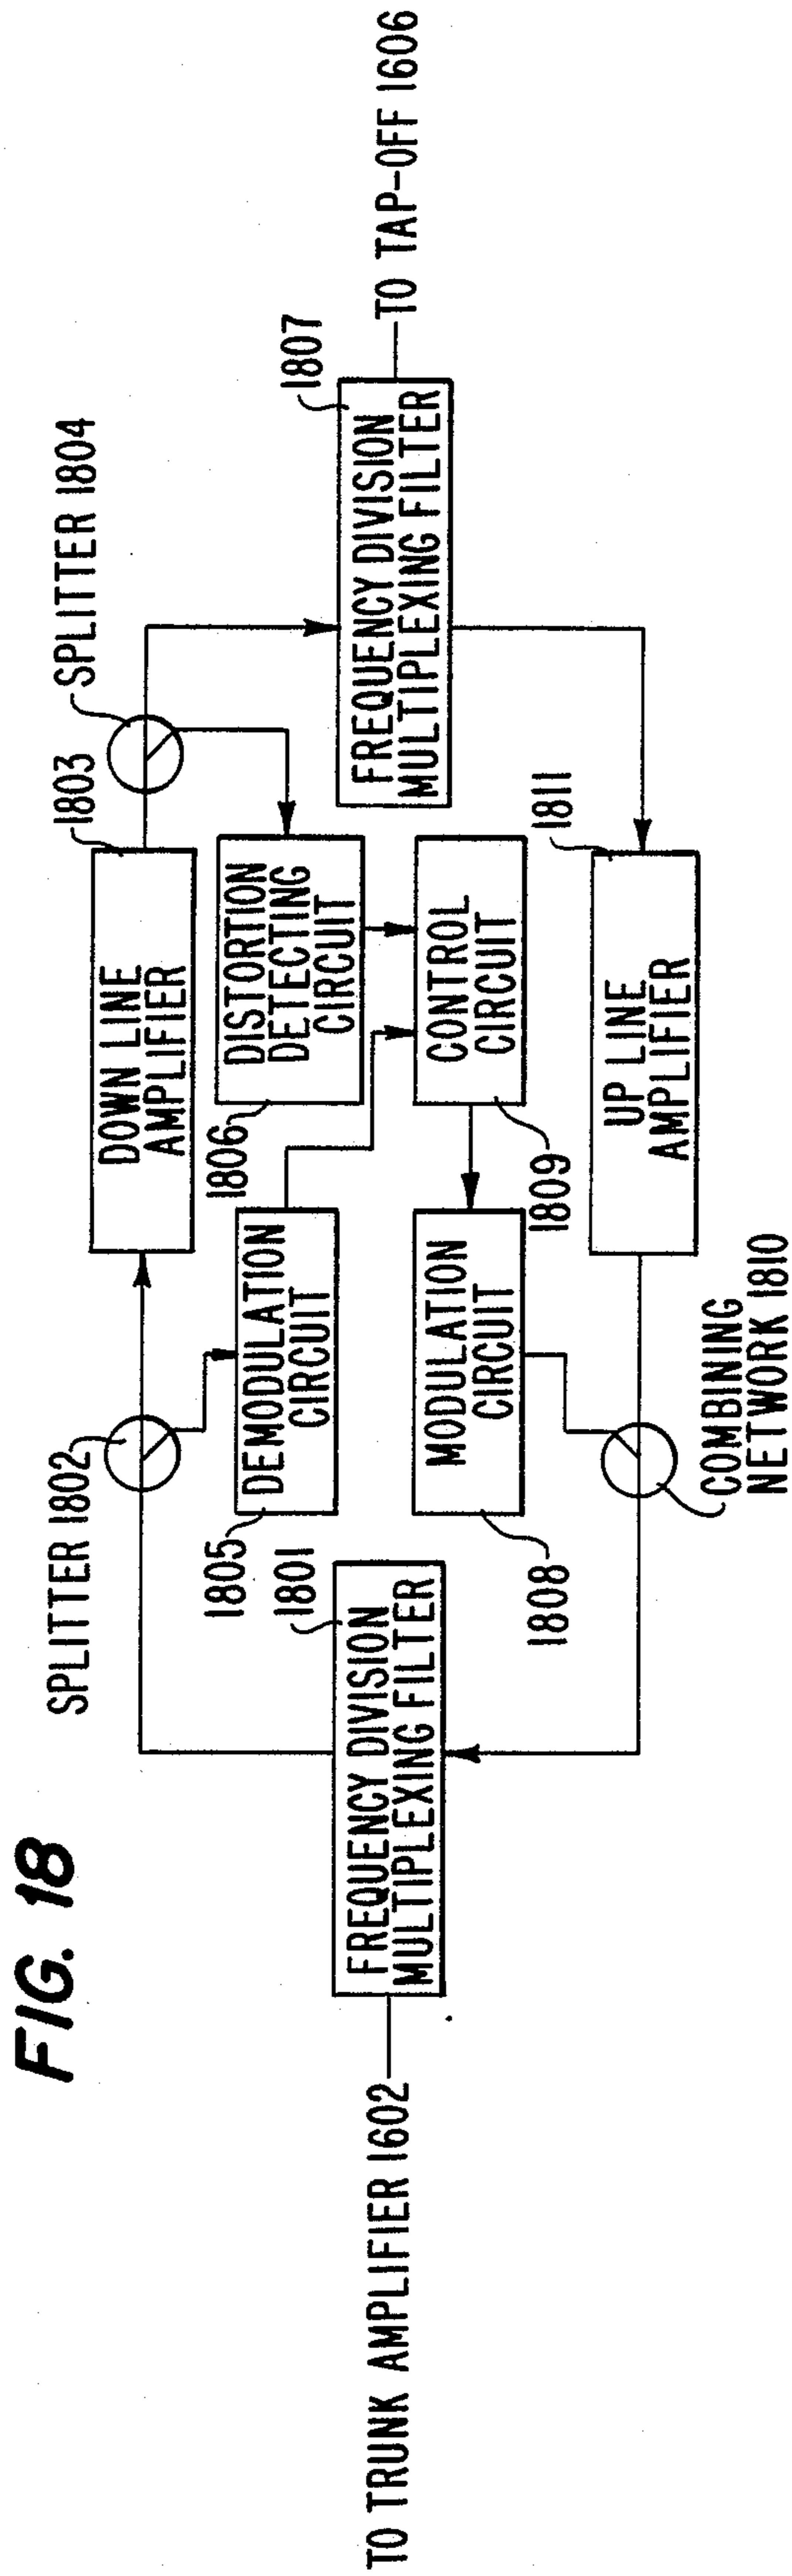 FIG. 18
TO TRUNK AMPLIFIER 1602
FREQUENCY DIVISION
MULTIPLEXING FILTER
1801
SPLITTER 1802
DOWN LINE
AMPLIFIER
1803
SPLITTER 1804
DEMODULATION
CIRCUIT
1805
DISTORTION
DETECTING
CIRCUIT
1806
FREQUENCY DIVISION
MULTIPLEXING FILTER
1807
TO TAP-OFF 1606
MODULATION
CIRCUIT
1808
CONTROL
CIRCUIT
1809
COMBINING
NETWORK 1810
UP LINE
AMPLIFIER
1811